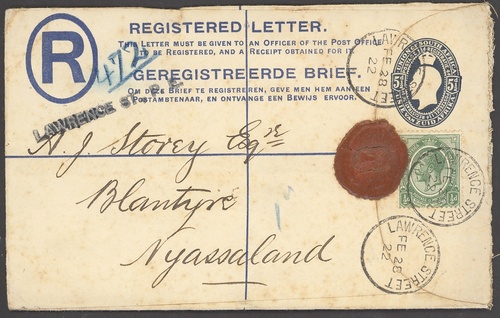 REGISTERED LETTER.
THIS LETTER MUST BE GIVEN TO AN OFFICER OF THE POST OFFICE
TO BE REGISTERED, AND A RECEIPT OBTAINED FOR IT.
R
472
GEREGISTREERDE BRIEF.
OM DEZE BRIEF TE REGISTREREN, GEVE MEN HEM AAN EEN
POSTAMBTENAAR, EN ONTVANGE EEN BEWIJS ERVOOR.
LAWRENCE ST.
LAWRENCE STREET
FE 28
22
N. J. Storey Esqre
Blantyre
Nyassaland
LAWRENCE STREET
LAWRENCE STREET
FE 28
22